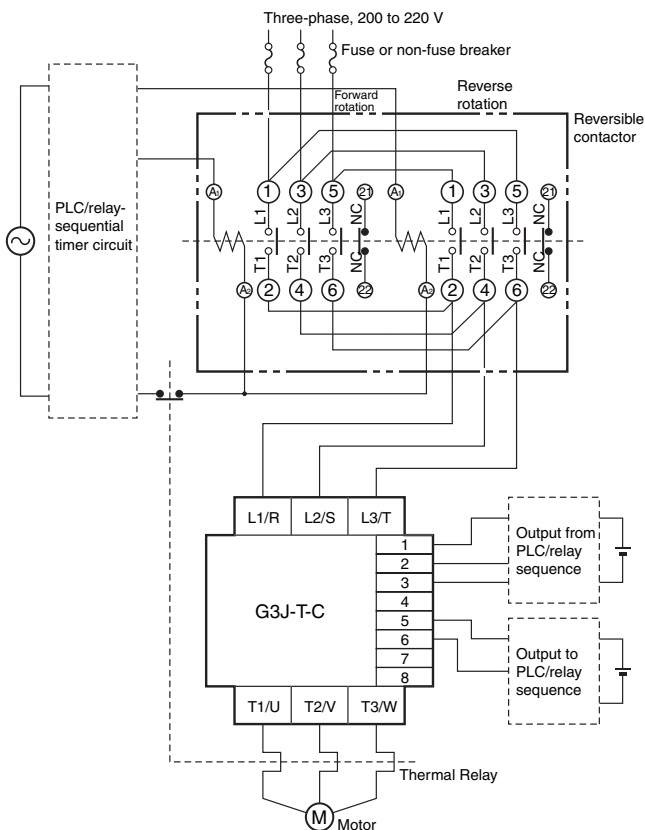 Three-phase, 200 to 220 V
Fuse or non-fuse breaker
Forward
rotation
Reverse
rotation
Reversible
contactor
PLC/relay-
sequential
timer circuit
A1 1 3 5 21 A1 1 3 5 21
L1 L2 L3 NC L1 L2 L3 NC
T1 T2 T3 NC T1 T2 T3 NC
A2 2 4 6 22 A2 2 4 6 22
L1/R L2/S L3/T
1
2
3
4
5
6
7
8
G3J-T-C
Output from
PLC/relay
sequence
Output to
PLC/relay
sequence
T1/U T2/V T3/W
Thermal Relay
M
Motor